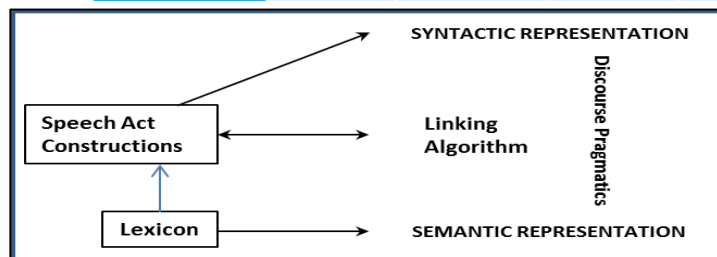 SYNTACTIC REPRESENTATION
Speech Act
Constructions
Linking
Algorithm
Discourse Pragmatics
Lexicon
SEMANTIC REPRESENTATION